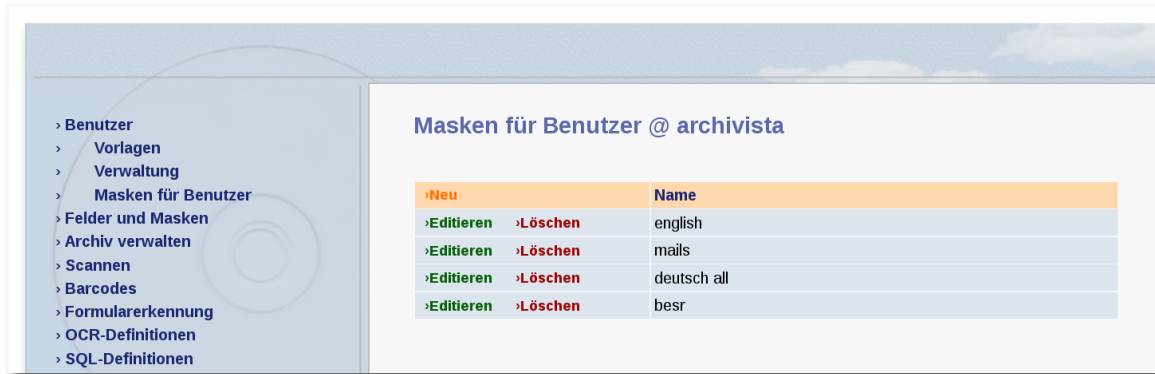 › Benutzer
› Vorlagen
› Verwaltung
› Masken für Benutzer
› Felder und Masken
› Archiv verwalten
› Scannen
› Barcodes
› Formularerkennung
› OCR-Definitionen
› SQL-Definitionen
Masken für Benutzer @ archivista
›Neu Name
›Editieren ›Löschen english
›Editieren ›Löschen mails
›Editieren ›Löschen deutsch all
›Editieren ›Löschen besr